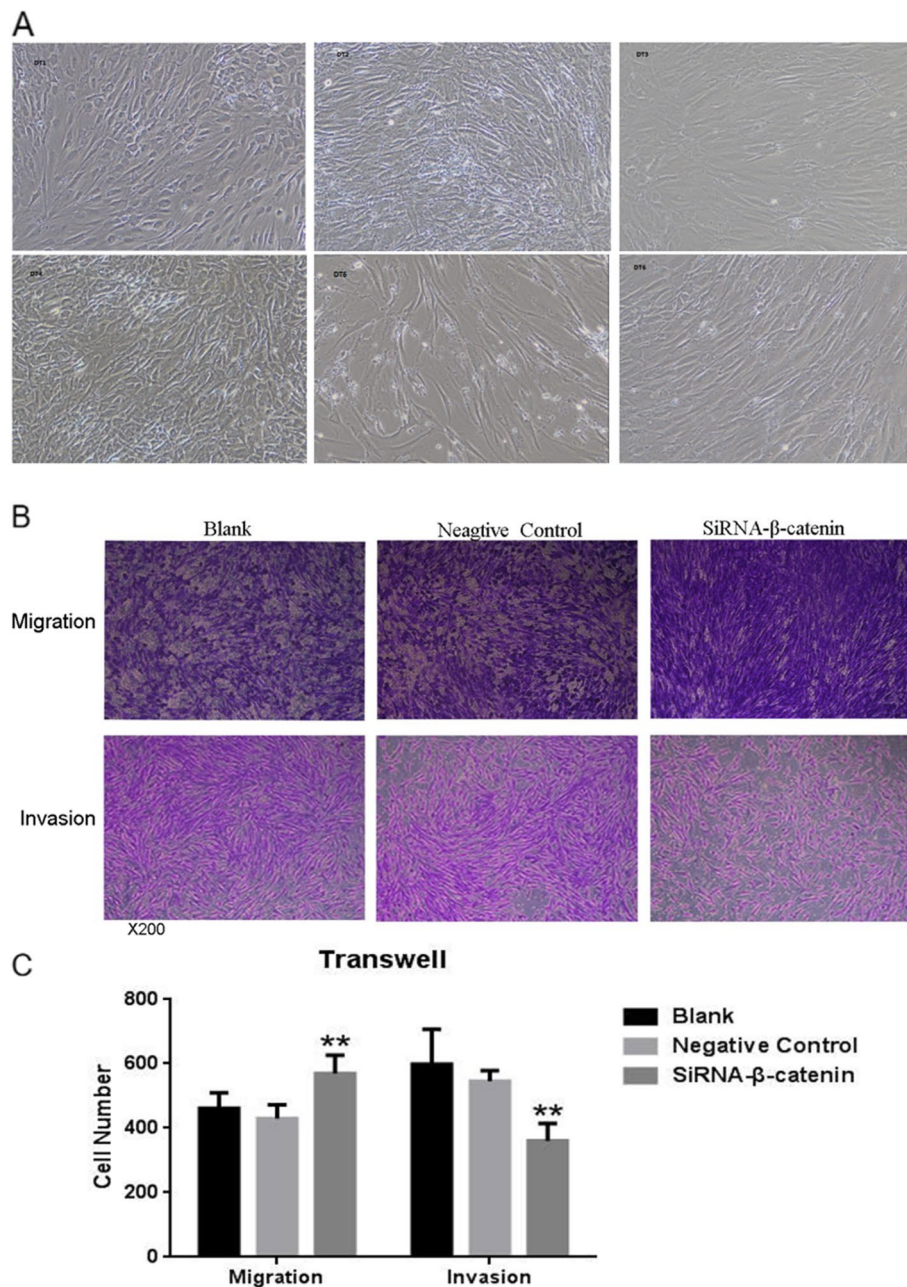 A
DT1
DT2
DT3
DT4
DT5
DT6
B
Blank
Neagtive Control
SiRNA-β-catenin
Migration
Invasion
X200
C
Transwell
800
600
400
200
0
Cell Number
**
**
Migration
Invasion
Blank
Negative Control
SiRNA-β-catenin